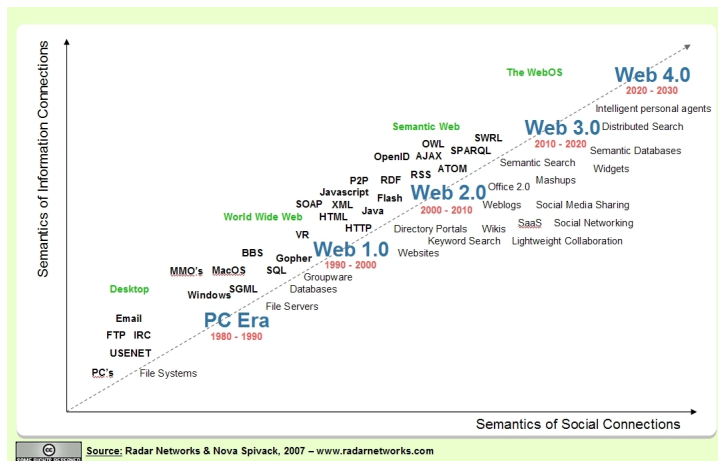 Semantics of Information Connections
The WebOS
Web 4.0
2020 - 2030
Intelligent personal agents
Semantic Web
SWRL
Web 3.0
Distributed Search
2010 - 2020
OWL
OpenID AJAX SPARQL
Semantic Databases
Semantic Search
Widgets
ATOM
RSS
P2P RDF
Mashups
Office 2.0
Javascript
Flash
Web 2.0
2000 - 2010
SOAP XML
Java
Weblogs Social Media Sharing
World Wide Web
HTML
HTTP
SaaS Social Networking
Directory Portals Wikis
VR
Keyword Search Lightweight Collaboration
Web 1.0
1990 - 2000
Websites
BBS
Gopher
MMO's MacOS SQL
Groupware
Desktop
Windows SGML
Databases
File Servers
Email
PC Era
1980 - 1990
FTP IRC
USENET
PC's
File Systems
Semantics of Social Connections
cc
SOME RIGHTS RESERVED
Source: Radar Networks & Nova Spivack, 2007 – www.radarnetworks.com